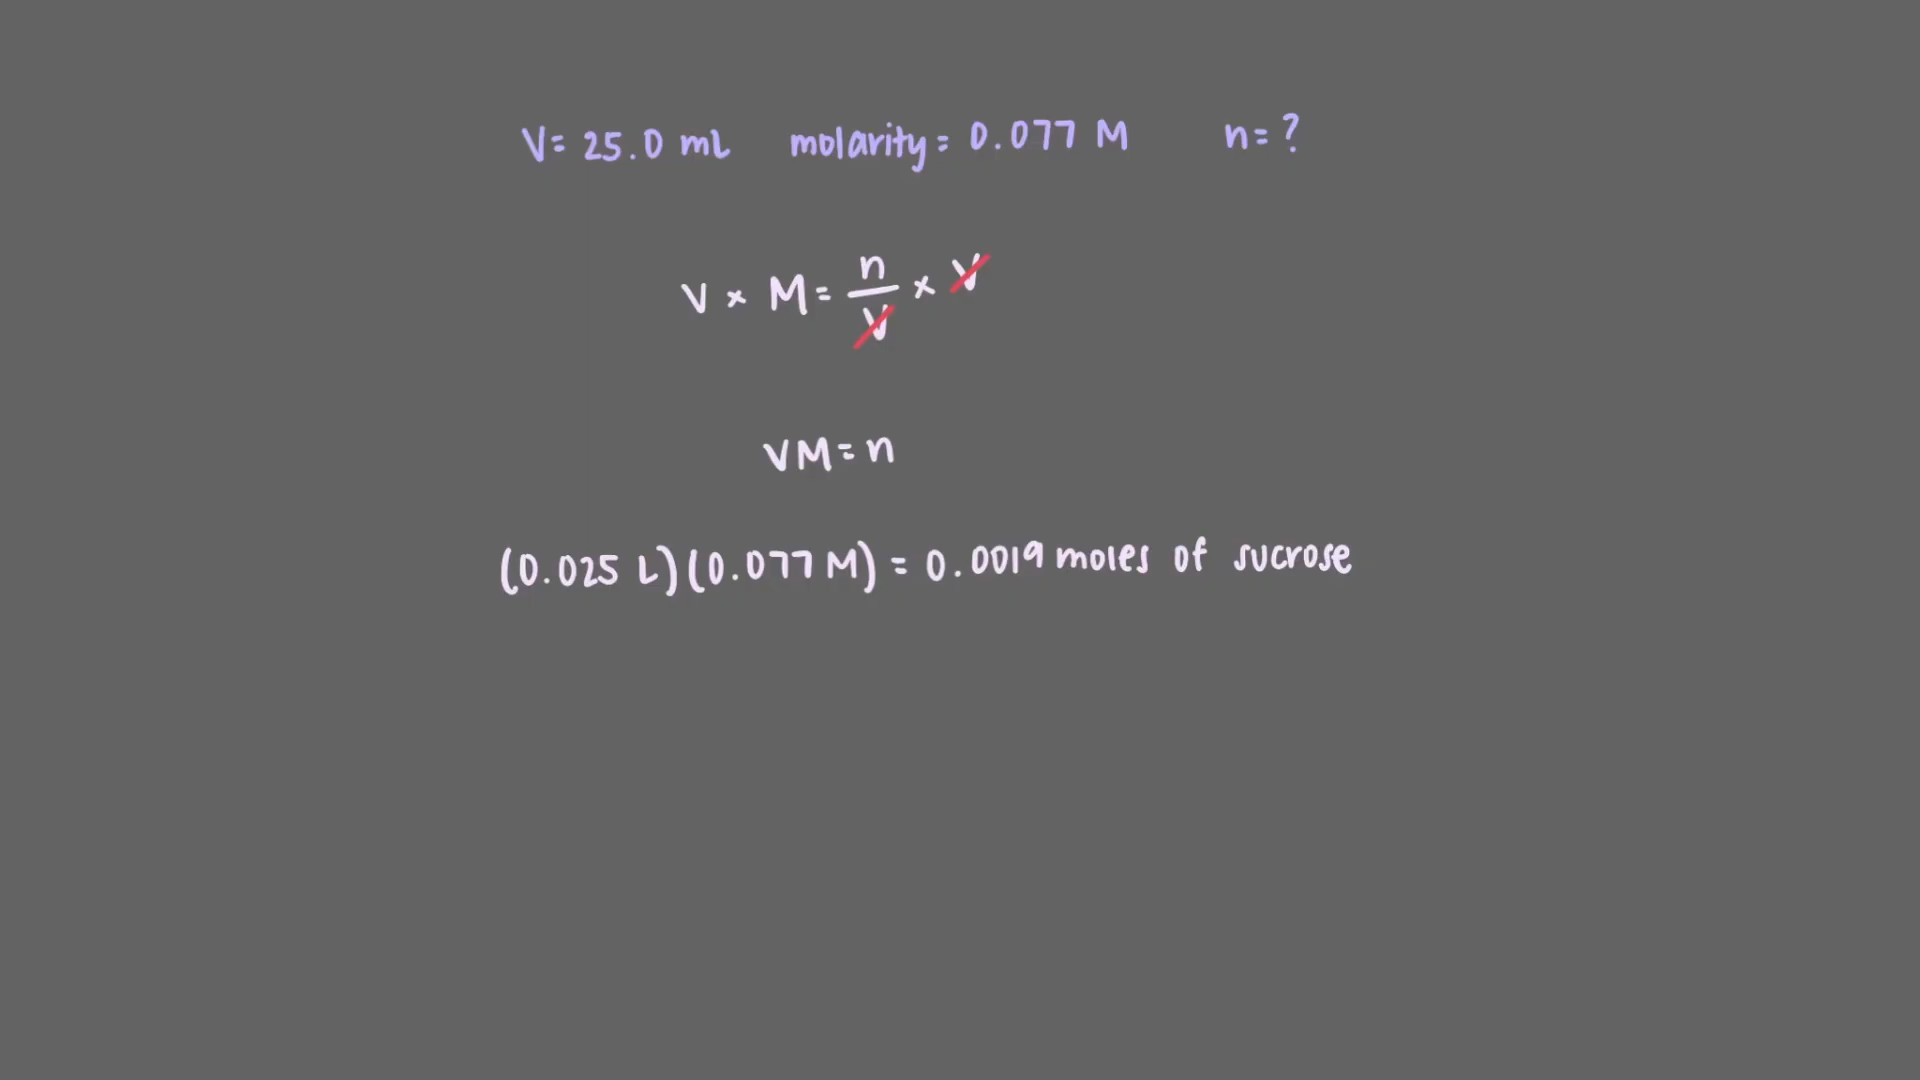 V= 25.0 mL molarity= 0.077 M n=?
V × M= n/V × V
VM=n
(0.025 L)(0.077 M) = 0.0019 moles of sucrose